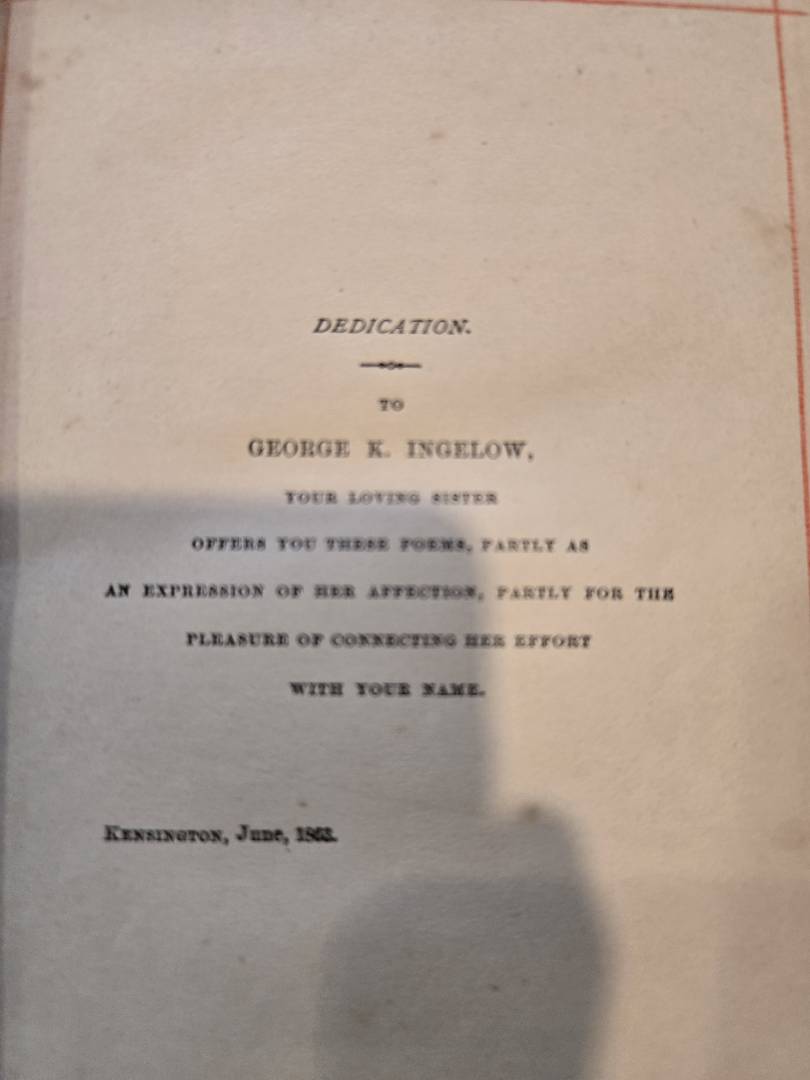 DEDICATION.
TO
GEORGE K. INGELOW,
YOUR LOVING SISTER
OFFERS YOU THESE POEMS, PARTLY AS
AN EXPRESSION OF HER AFFECTION, PARTLY FOR THE
PLEASURE OF CONNECTING HER EFFORT
WITH YOUR NAME.
KENSINGTON, June, 1863.